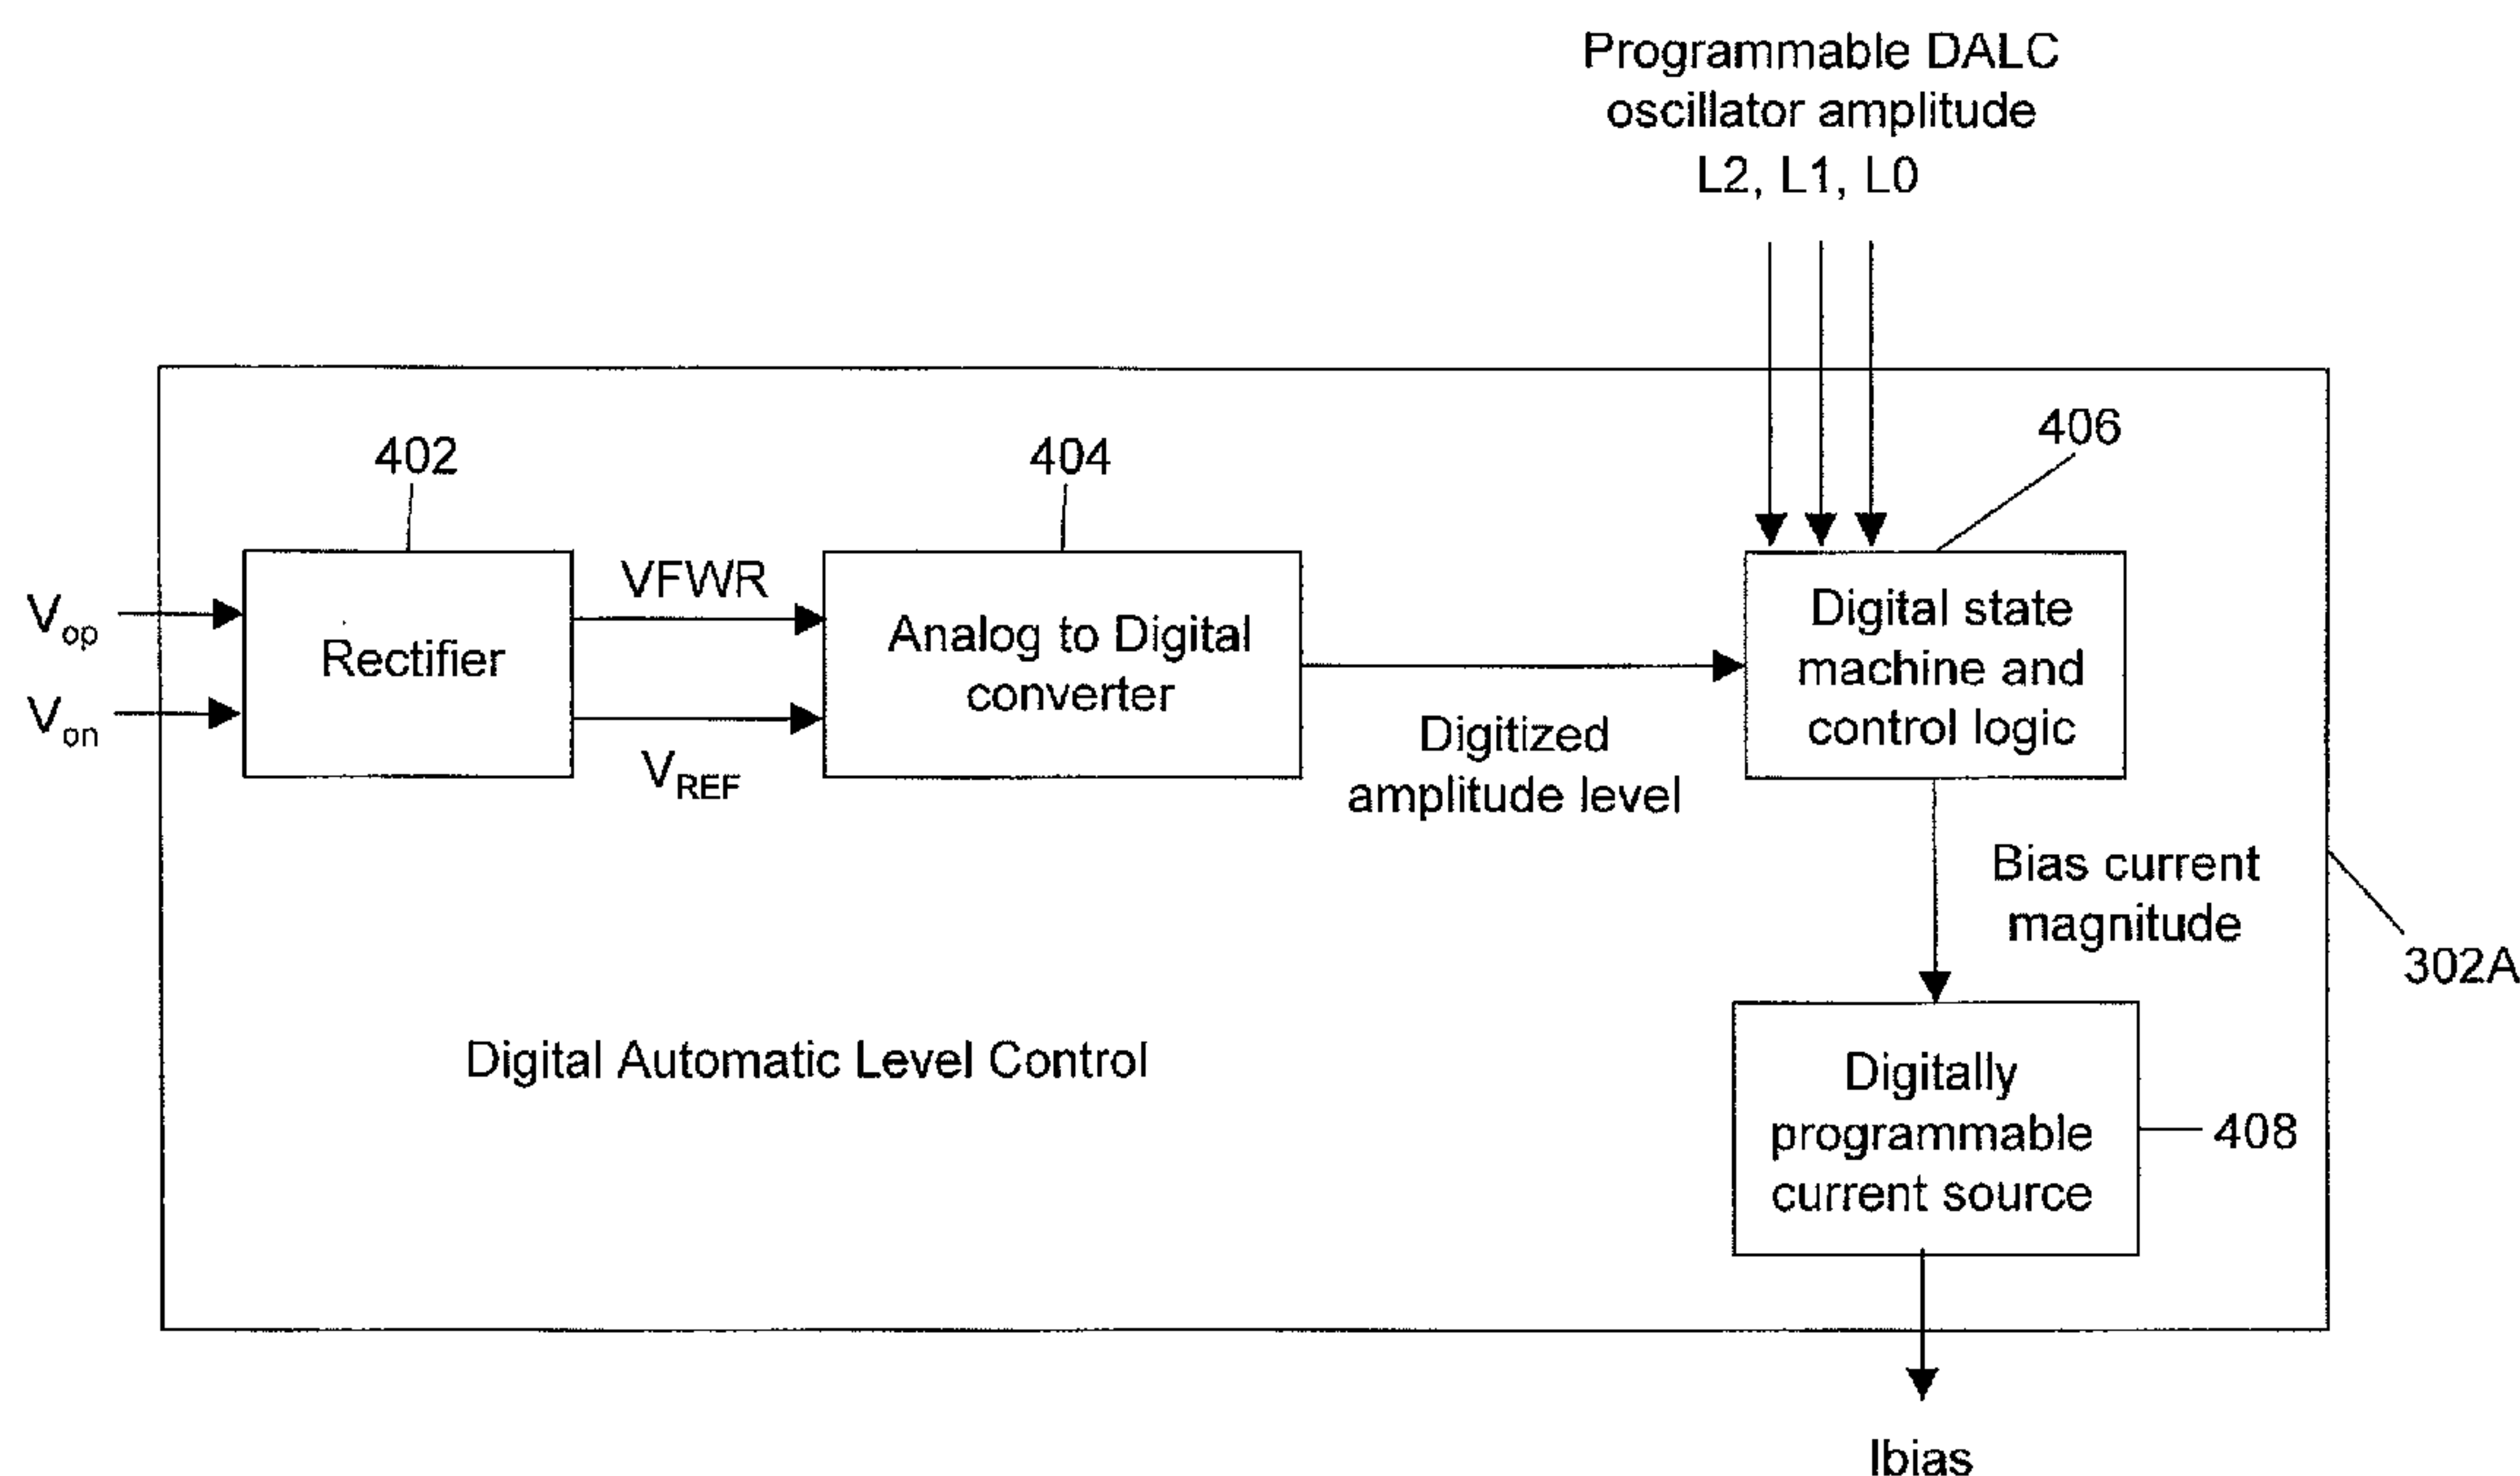 Programmable DALC
oscillator amplitude
L2, L1, L0
402
404
406
Vop
Von
Rectifier
VFWR
VREF
Analog to Digital
converter
Digitized
amplitude level
Digital state
machine and
control logic
Bias current
magnitude
302A
Digital Automatic Level Control
Digitally
programmable
current source
408
Ibias